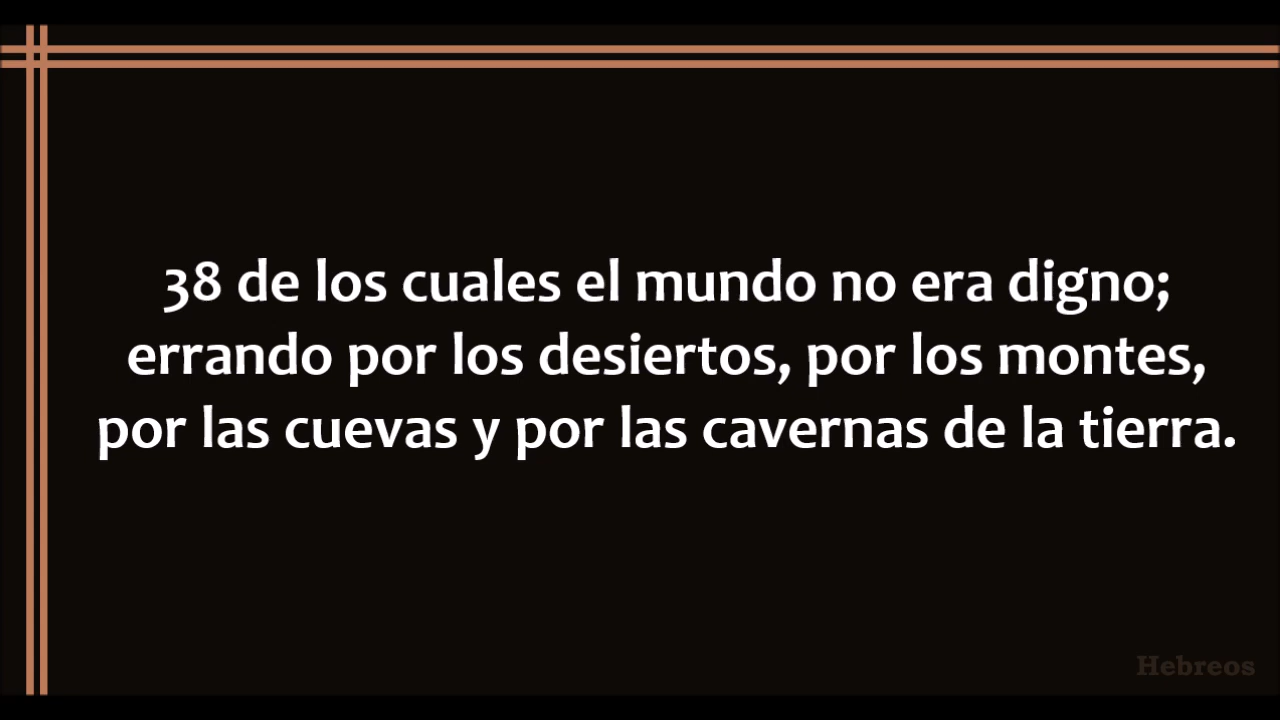 38 de los cuales el mundo no era digno;
errando por los desiertos, por los montes,
por las cuevas y por las cavernas de la tierra.
Hebreos